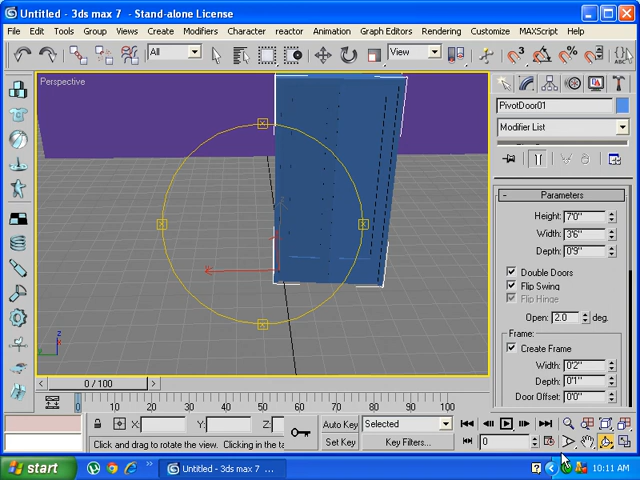 Untitled - 3ds max 7 - Stand-alone License
File Edit Tools Group Views Create Modifiers Character reactor Animation Graph Editors Rendering Customize MAXScript Help
All View
Perspective
PivotDoor01
Modifier List
Parameters
Height: 7'0"
Width: 3'6"
Depth: 0'9"
Double Doors
Flip Swing
Flip Hinge
Open: 2.0 deg.
Frame:
Create Frame
Width: 0'2"
Depth: 0'1"
Door Offset: 0'0"
z
y
0 / 100
0 10 20 30 40 50 60 70 80 90 100
X: Y: Z: Auto Key Selected
Click and drag to rotate the view. Clicking in the ta Set Key Key Filters... 0
start Untitled - 3ds max 7 ... 10:11 AM